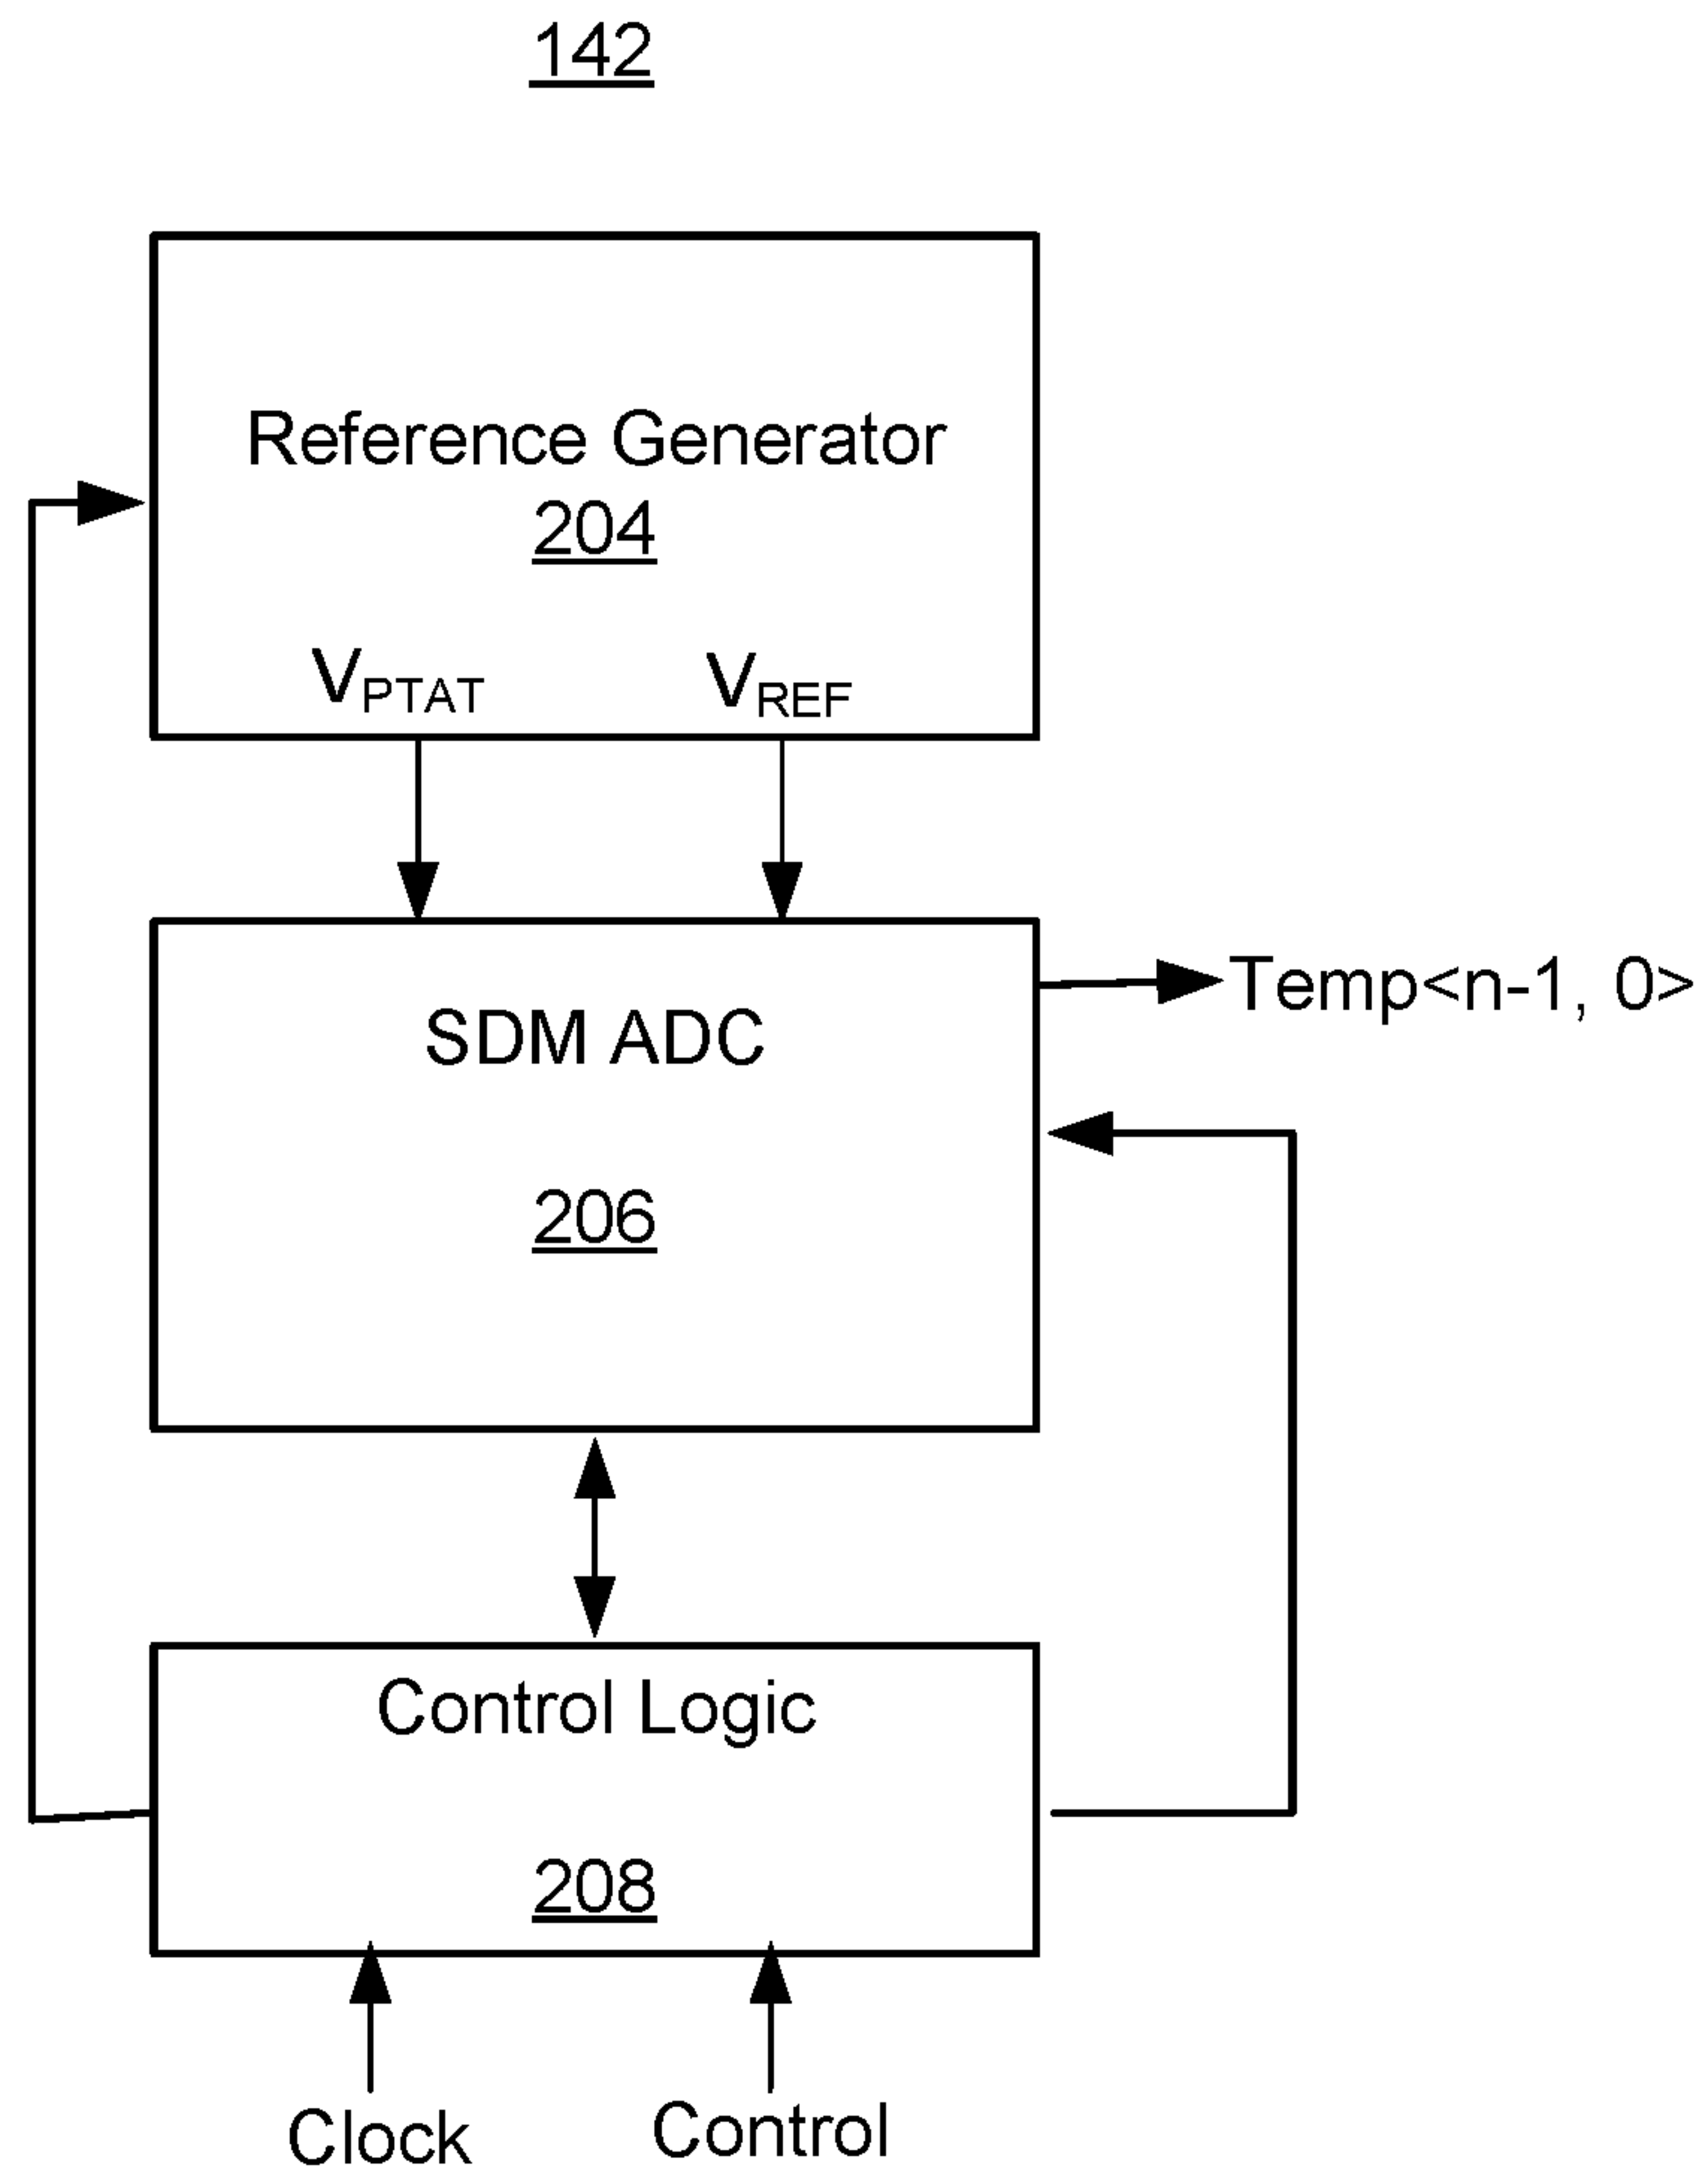 142
Reference Generator
204
VPTAT VREF
Temp<n-1, 0>
SDM ADC
206
Control Logic
208
Clock Control